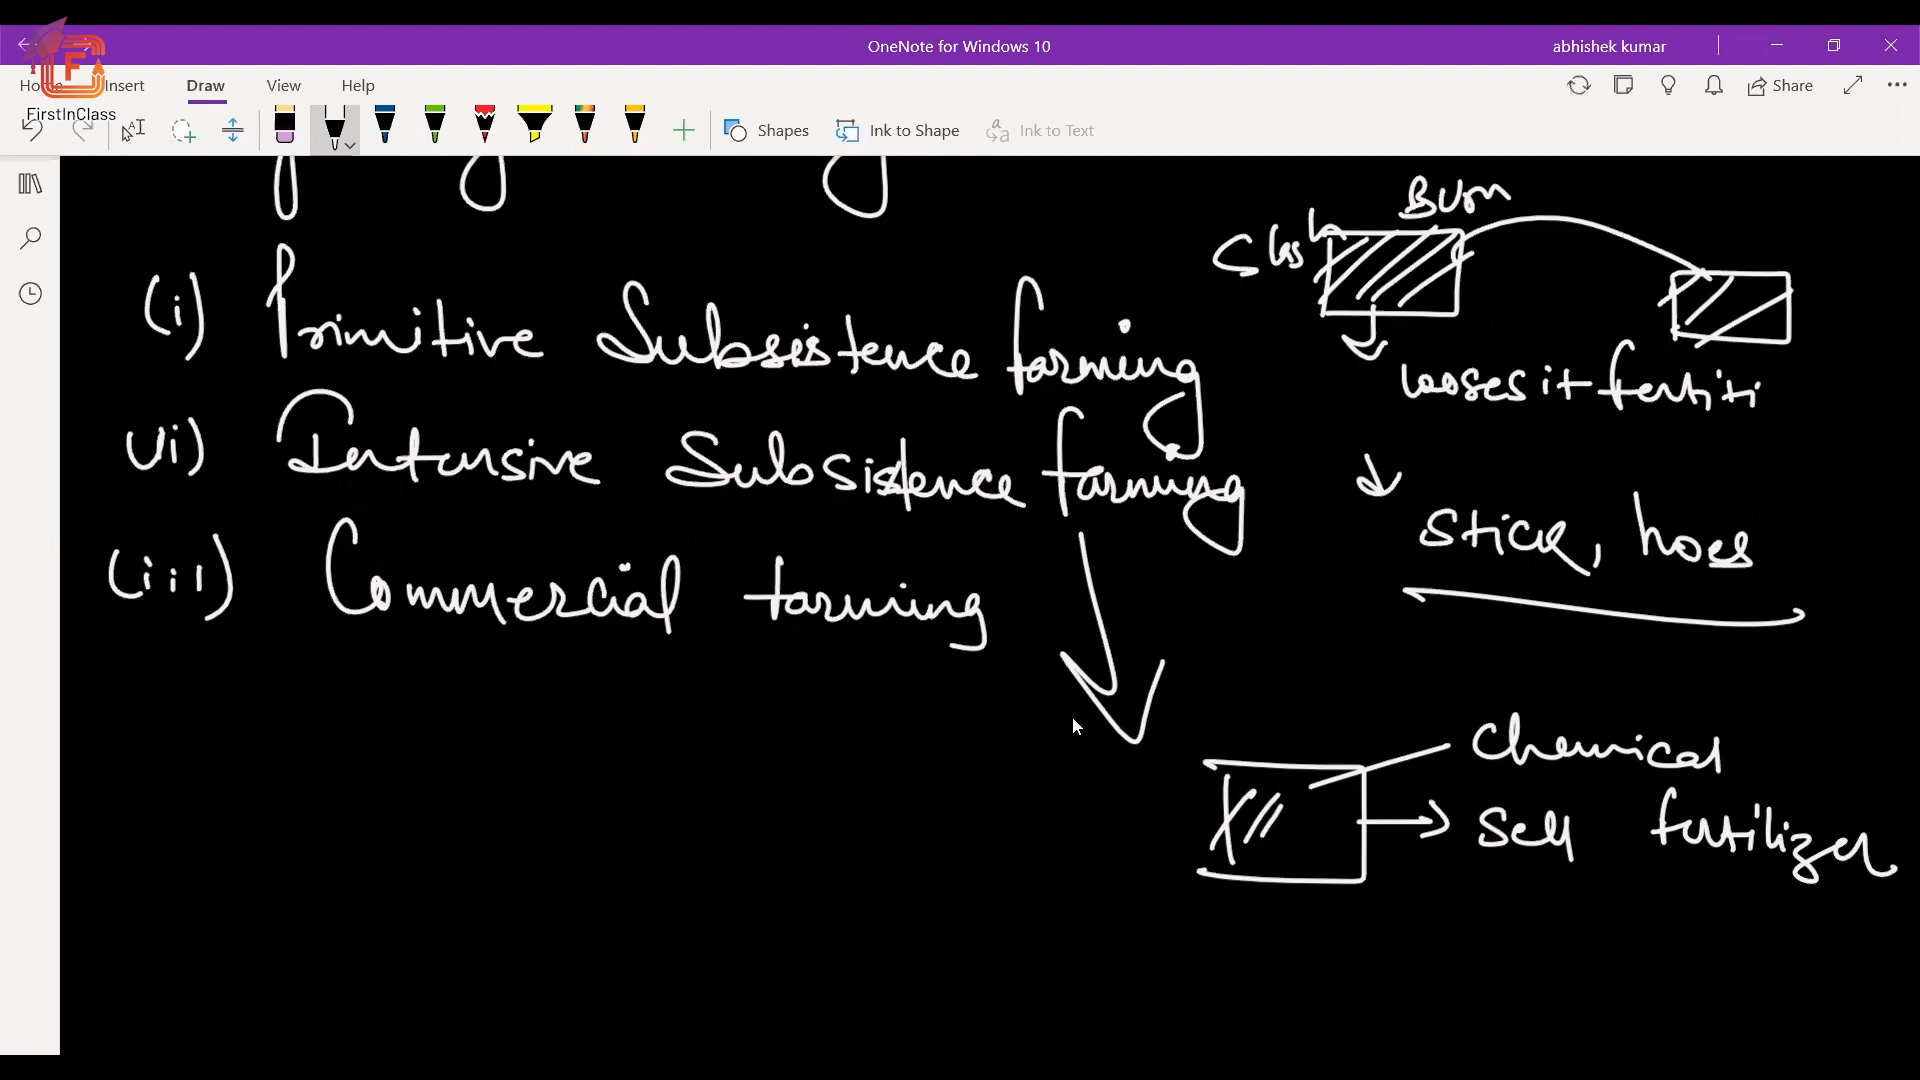 OneNote for Windows 10
abhishek kumar
Home Insert Draw View Help
Share
FirstInClass
Shapes Ink to Shape Ink to Text
Burn
Slash
(i) Primitive Subsistence farming
looses it fertiti
(ii) Intensive Subsistence farming
stick, hoes
(iii) Commercial farming
Chemical
Sell fertilizer